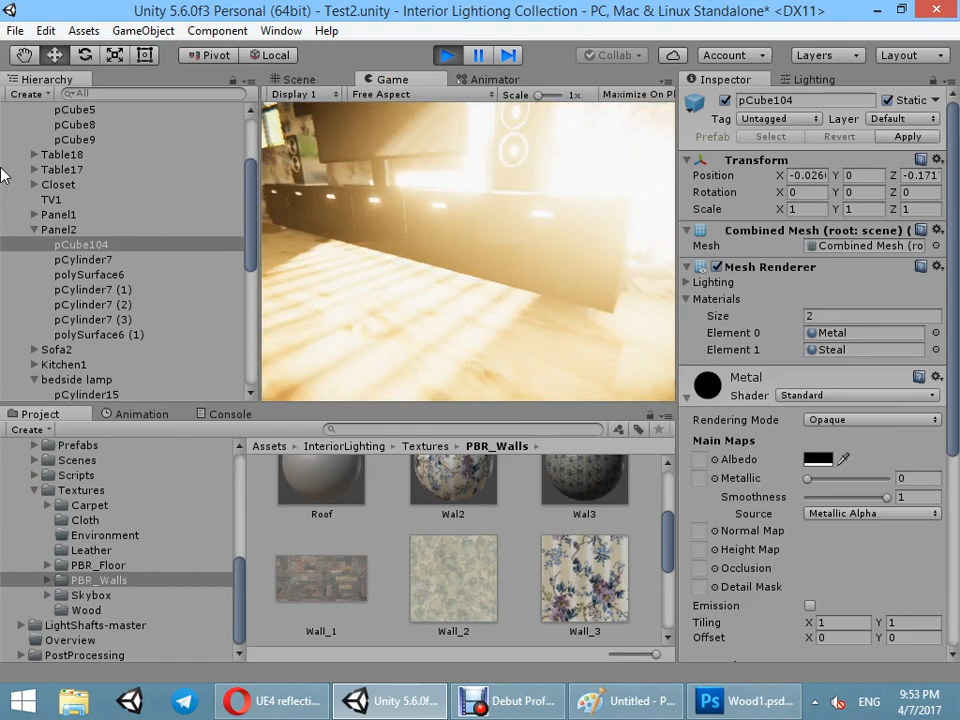 Unity 5.6.0f3 Personal (64bit) - Test2.unity - Interior Lightiong Collection - PC, Mac & Linux Standalone* <DX11>
File Edit Assets GameObject Component Window Help
Pivot Local Collab Account Layers Layout
Hierarchy Scene Game Animator Inspector Lighting
Create All Display 1 Free Aspect Scale 1x Maximize On Pl
pCube104 Static
pCube5
pCube8
pCube9
Table18
Table17
Closet
TV1
Panel1
Panel2
pCube104
pCylinder7
polySurface6
pCylinder7 (1)
pCylinder7 (2)
pCylinder7 (3)
polySurface6 (1)
Sofa2
Kitchen1
bedside lamp
pCylinder15
Tag Untagged Layer Default
Prefab Select Revert Apply
Transform
Position X -0.026 Y 0 Z -0.171
Rotation X 0 Y 0 Z 0
Scale X 1 Y 1 Z 1
Combined Mesh (root: scene) (
Mesh Combined Mesh (ro
Mesh Renderer
Lighting
Materials
Size 2
Element 0 Metal
Element 1 Steal
Metal
Shader Standard
Rendering Mode Opaque
Main Maps
Albedo
Metallic 0
Smoothness 1
Source Metallic Alpha
Normal Map
Height Map
Occlusion
Detail Mask
Emission
Tiling X 1 Y 1
Offset X 0 Y 0
Project Animation Console
Create
Prefabs
Scenes
Scripts
Textures
Carpet
Cloth
Environment
Leather
PBR_Floor
PBR_Walls
Skybox
Wood
LightShafts-master
Overview
PostProcessing
Assets InteriorLighting Textures PBR_Walls
Roof Wal2 Wal3
Wall_1 Wall_2 Wall_3
UE4 reflecti... Unity 5.6.0f... Debut Prof... Untitled - P... Ps Wood1.psd... ENG 9:53 PM
4/7/2017